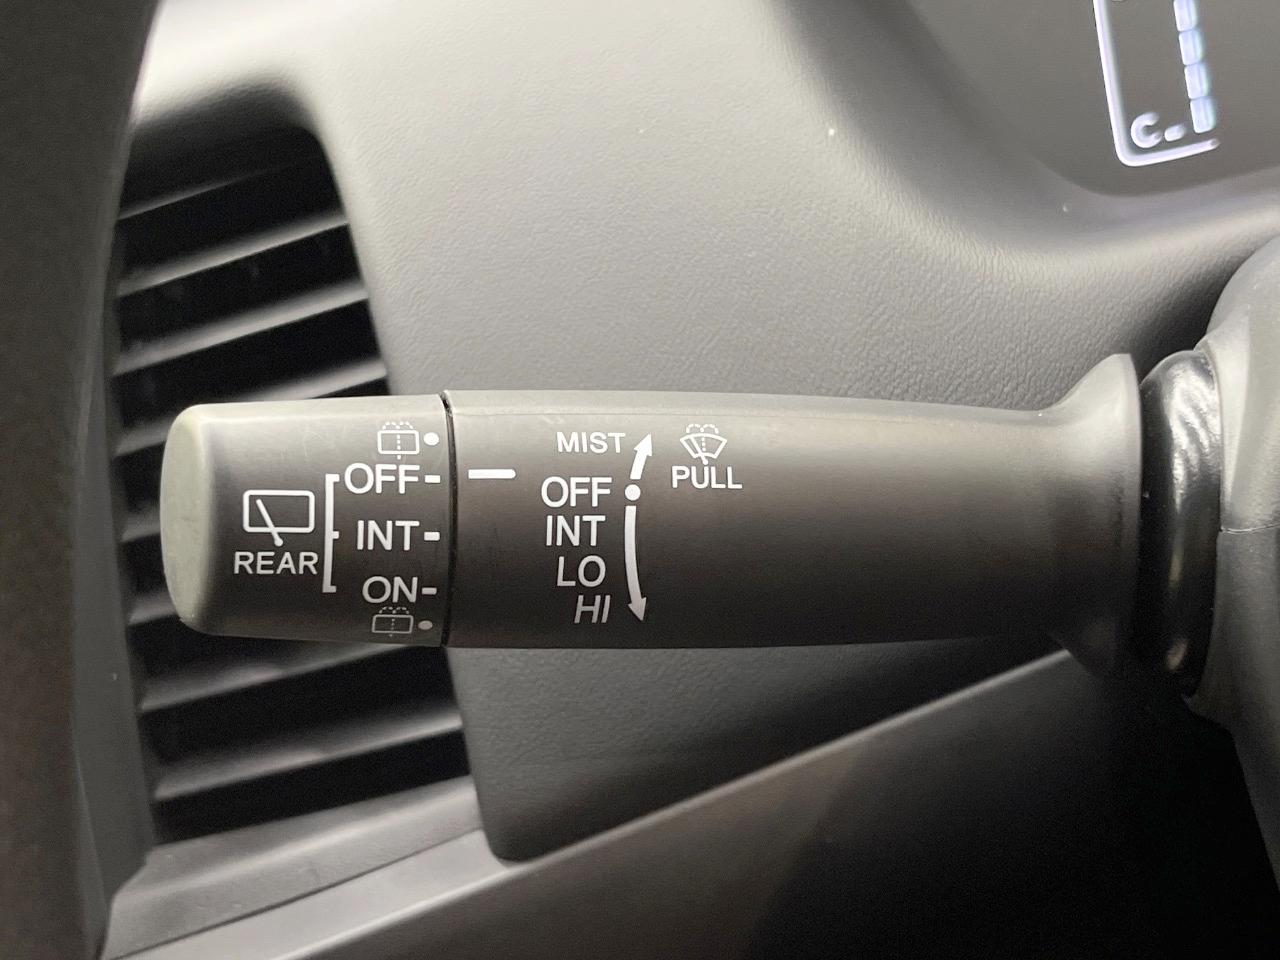 C
MIST
PULL
OFF
INT
LO
HI
REAR
OFF
INT
ON